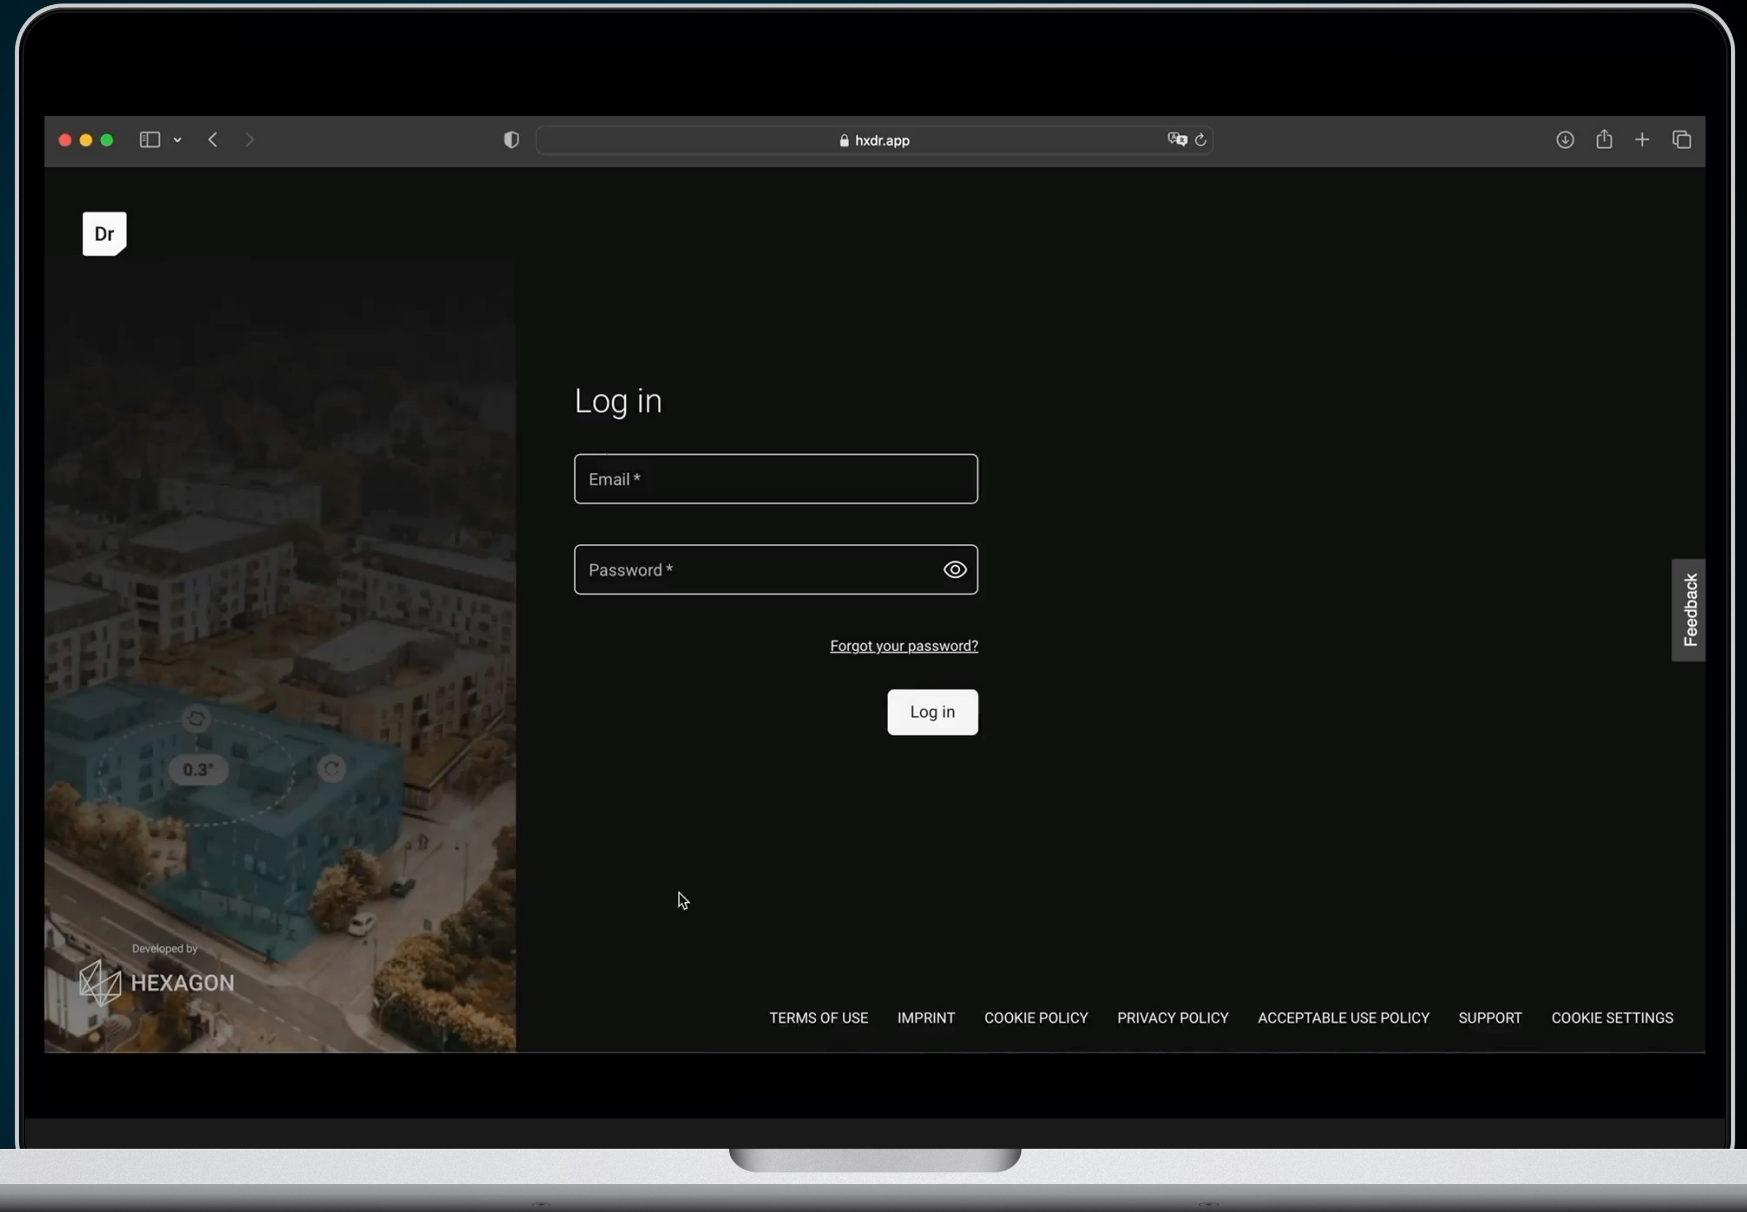 hxdr.app
Dr
Log in
Email *
Password *
Forgot your password?
Log in
Feedback
0.3°
Developed by
HEXAGON
TERMS OF USE IMPRINT COOKIE POLICY PRIVACY POLICY ACCEPTABLE USE POLICY SUPPORT COOKIE SETTINGS